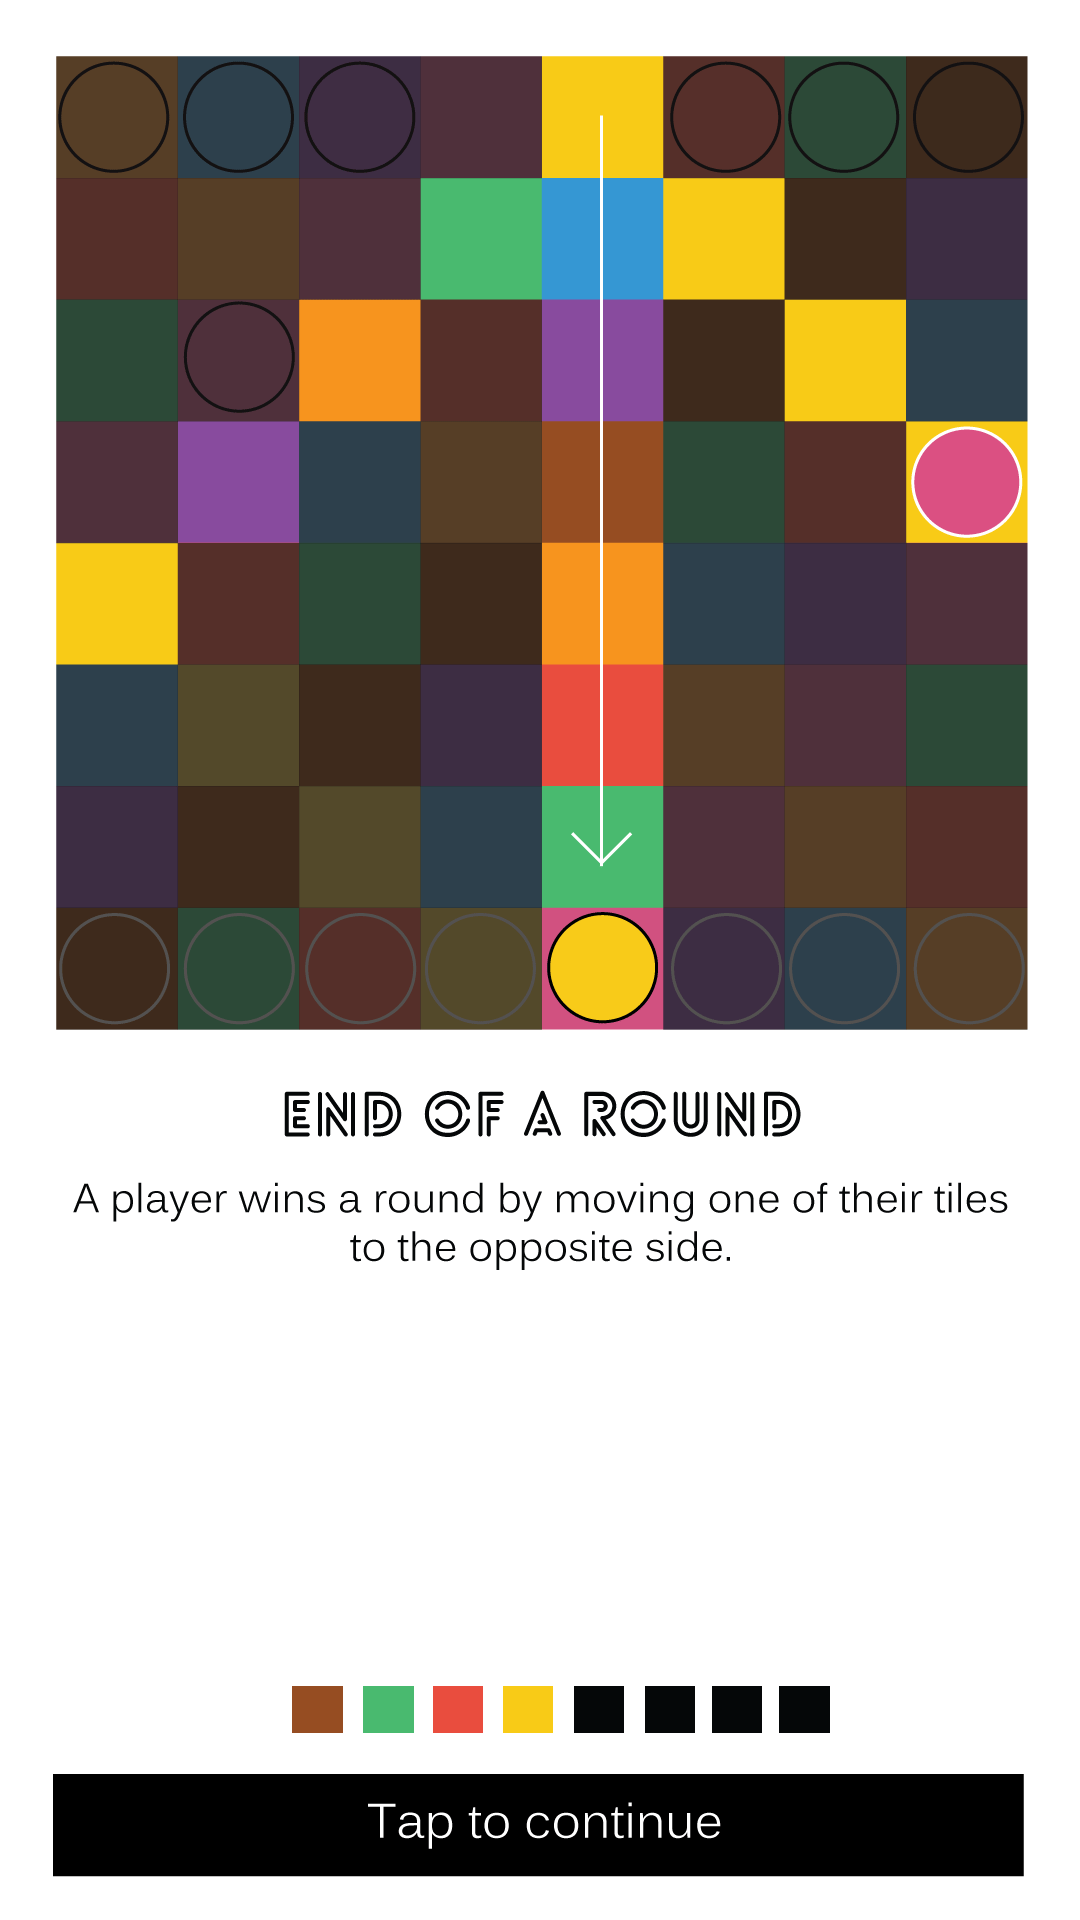 END OF A ROUND
A player wins a round by moving one of their tiles
to the opposite side.
Tap to continue